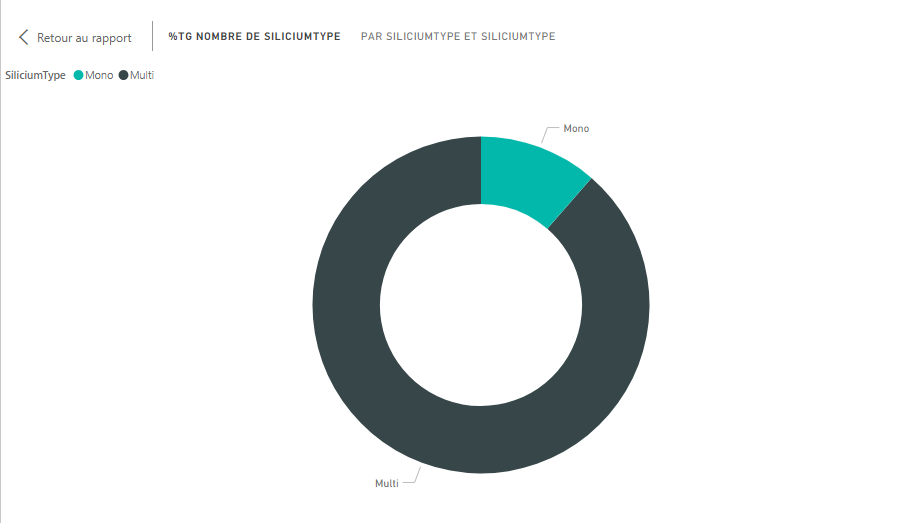 Retour au rapport %TG NOMBRE DE SILICIUMTYPE PAR SILICIUMTYPE ET SILICIUMTYPE
SiliciumType Mono Multi
Mono
Multi